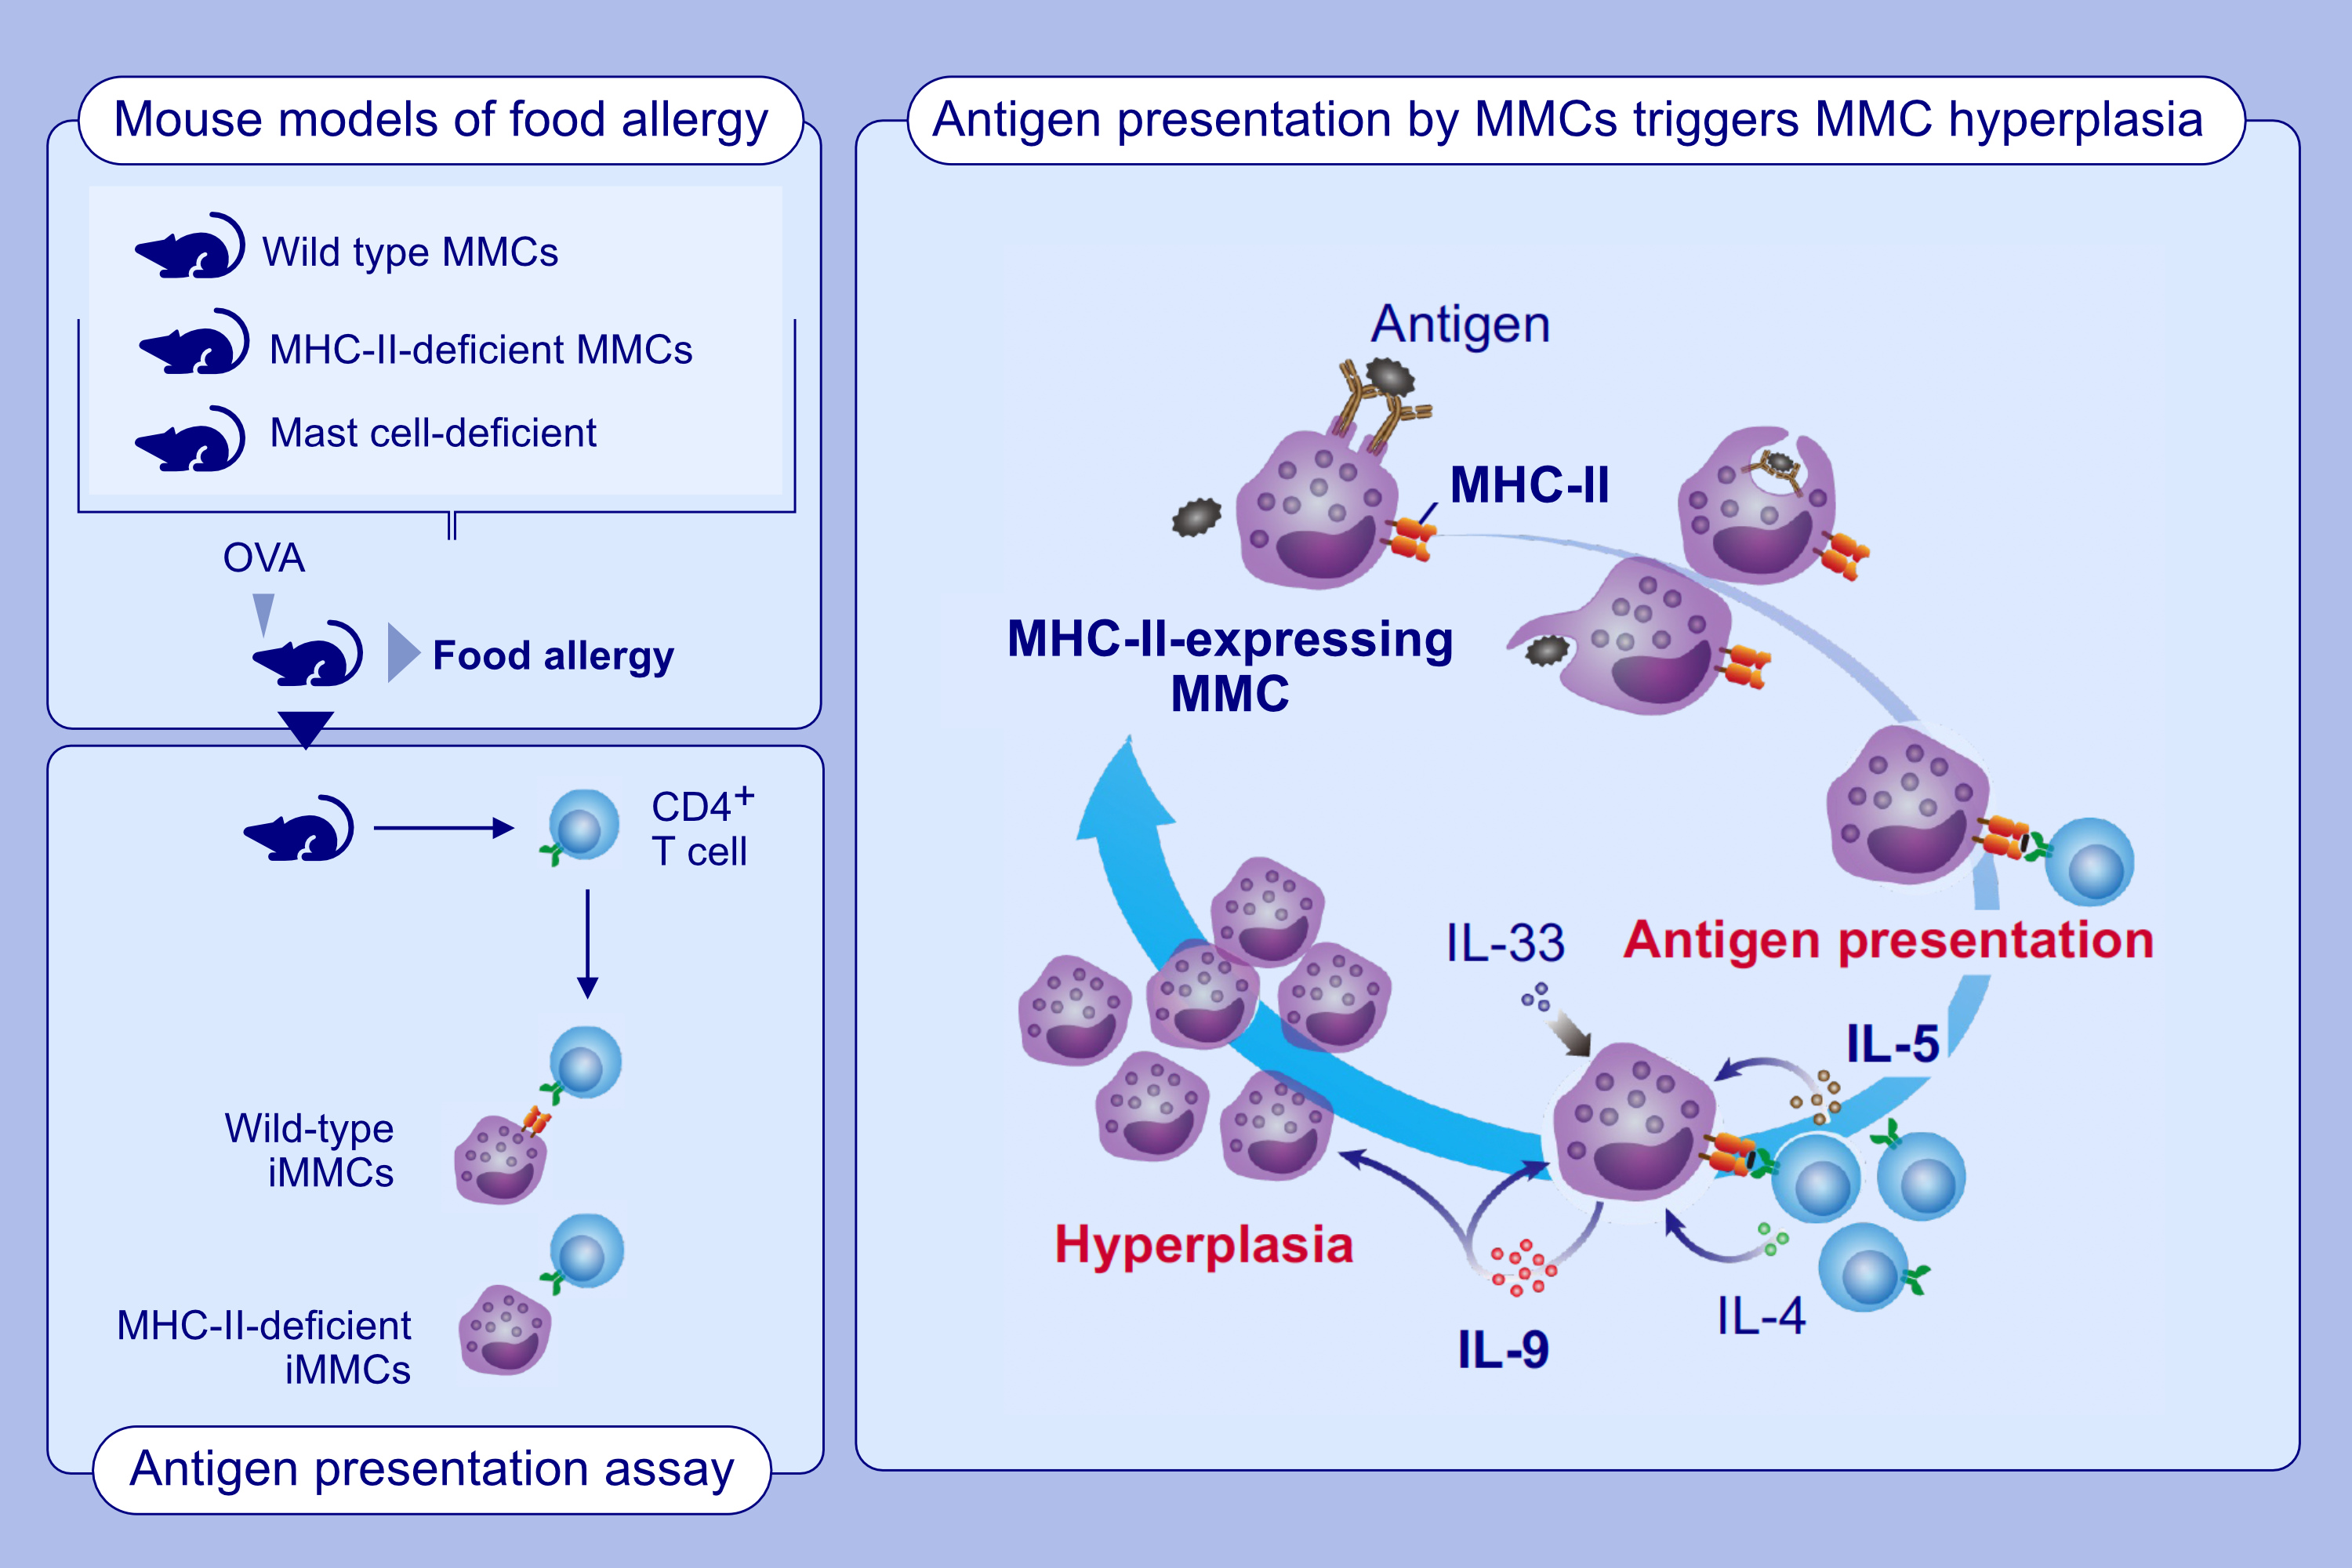 Mouse models of food allergy
Wild type MMCs
MHC-II-deficient MMCs
Mast cell-deficient
OVA
Food allergy
CD4+
T cell
Wild-type
iMMCs
MHC-II-deficient
iMMCs
Antigen presentation assay
Antigen presentation by MMCs triggers MMC hyperplasia
Antigen
MHC-II
MHC-II-expressing
MMC
Antigen presentation
IL-33
IL-5
IL-4
IL-9
Hyperplasia